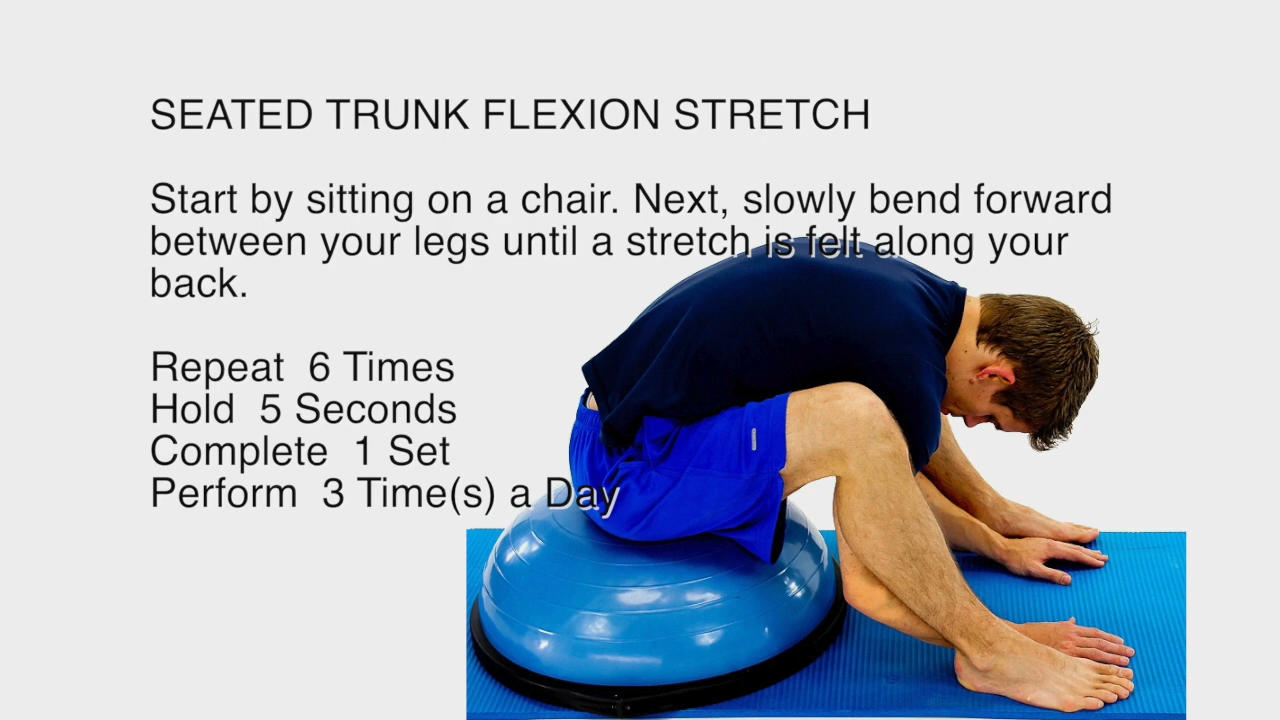 SEATED TRUNK FLEXION STRETCH
Start by sitting on a chair. Next, slowly bend forward
between your legs until a stretch is felt along your
back.
Repeat  6 Times
Hold  5 Seconds
Complete  1 Set
Perform  3 Time(s) a Day